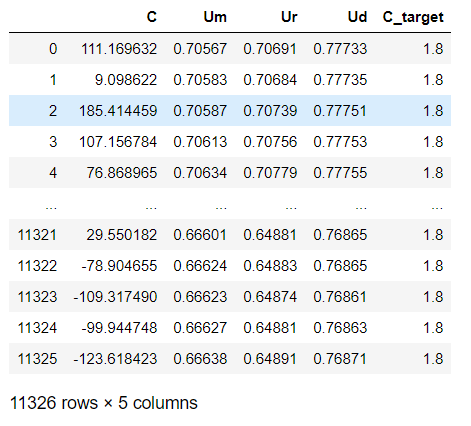 C Um Ur Ud C_target
0 111.169632 0.70567 0.70691 0.77733 1.8
1 9.098622 0.70583 0.70684 0.77735 1.8
2 185.414459 0.70587 0.70739 0.77751 1.8
3 107.156784 0.70613 0.70756 0.77753 1.8
4 76.868965 0.70634 0.70779 0.77755 1.8
... ... ... ... ... ...
11321 29.550182 0.66601 0.64881 0.76865 1.8
11322 -78.904655 0.66624 0.64883 0.76865 1.8
11323 -109.317490 0.66623 0.64874 0.76861 1.8
11324 -99.944748 0.66627 0.64881 0.76863 1.8
11325 -123.618423 0.66638 0.64891 0.76871 1.8
11326 rows × 5 columns